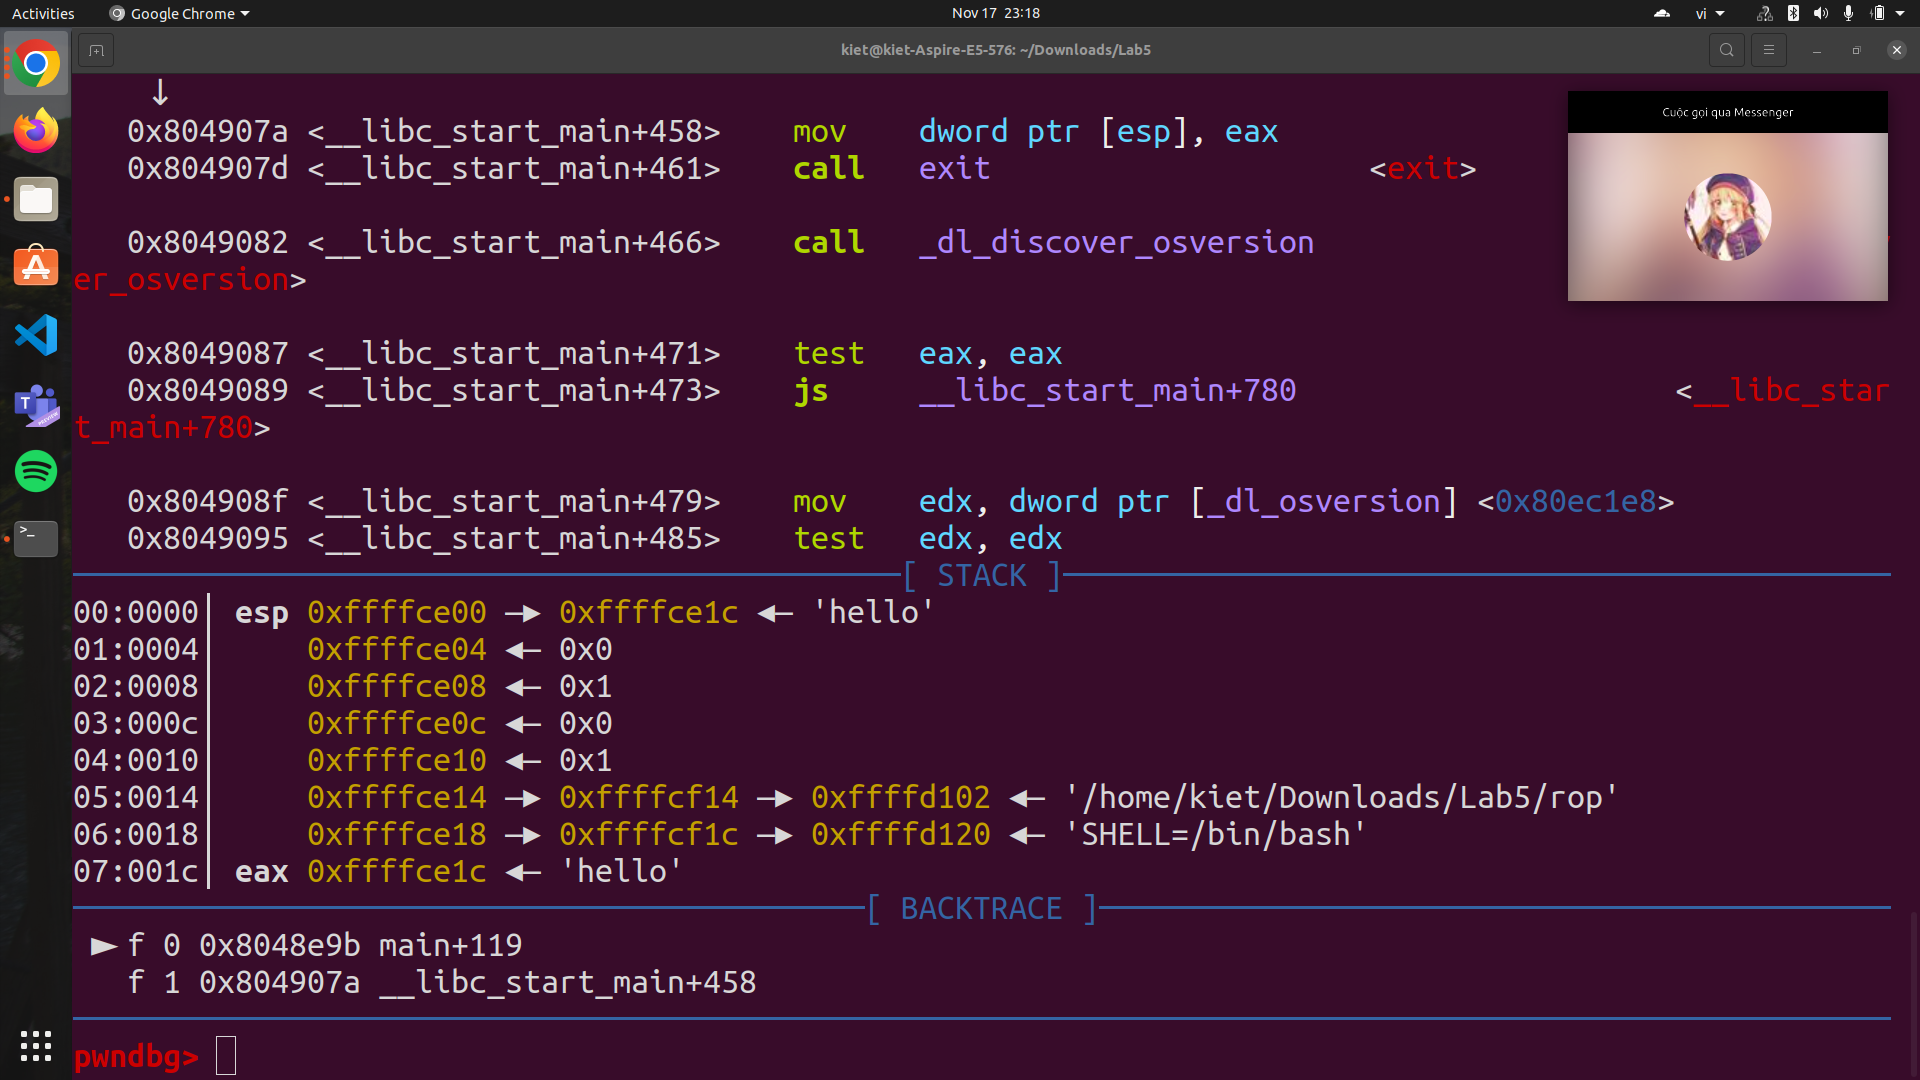 Activities
Google Chrome
Nov 17 23:18
vi
kiet@kiet-Aspire-E5-576: ~/Downloads/Lab5
Cuộc gọi qua Messenger
↓
0x804907a <__libc_start_main+458> mov dword ptr [esp], eax
0x804907d <__libc_start_main+461> call exit <exit>
0x8049082 <__libc_start_main+466> call _dl_discover_osversion
er_osversion>
0x8049087 <__libc_start_main+471> test eax, eax
0x8049089 <__libc_start_main+473> js __libc_start_main+780 <__libc_star
t_main+780>
0x804908f <__libc_start_main+479> mov edx, dword ptr [_dl_osversion] <0x80ec1e8>
0x8049095 <__libc_start_main+485> test edx, edx
[ STACK ]
00:0000│ esp 0xffffce00 —▸ 0xffffce1c ◂— 'hello'
01:0004│ 0xffffce04 ◂— 0x0
02:0008│ 0xffffce08 ◂— 0x1
03:000c│ 0xffffce0c ◂— 0x0
04:0010│ 0xffffce10 ◂— 0x1
05:0014│ 0xffffce14 —▸ 0xffffcf14 —▸ 0xffffd102 ◂— '/home/kiet/Downloads/Lab5/rop'
06:0018│ 0xffffce18 —▸ 0xffffcf1c —▸ 0xffffd120 ◂— 'SHELL=/bin/bash'
07:001c│ eax 0xffffce1c ◂— 'hello'
[ BACKTRACE ]
► f 0 0x8048e9b main+119
f 1 0x804907a __libc_start_main+458
pwndbg>